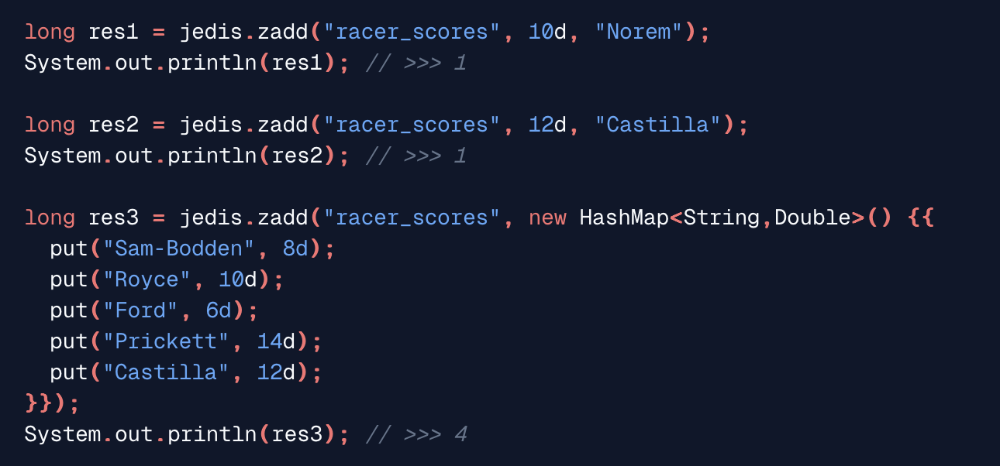 long res1 = jedis.zadd("racer_scores", 10d, "Norem");
System.out.println(res1); // >>> 1
long res2 = jedis.zadd("racer_scores", 12d, "Castilla");
System.out.println(res2); // >>> 1
long res3 = jedis.zadd("racer_scores", new HashMap<String,Double>() {{
  put("Sam-Bodden", 8d);
  put("Royce", 10d);
  put("Ford", 6d);
  put("Prickett", 14d);
  put("Castilla", 12d);
}});
System.out.println(res3); // >>> 4